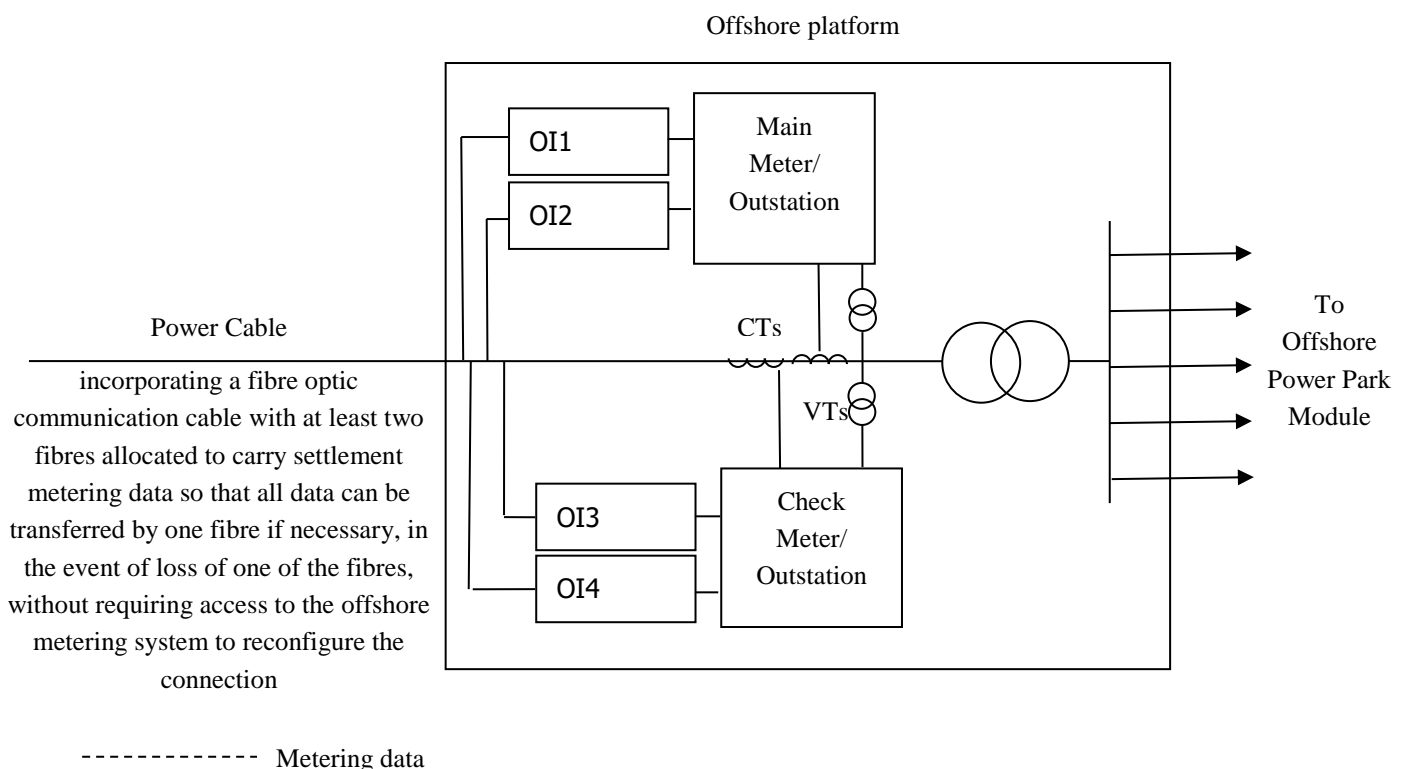 Offshore platform
OI1
OI2
Main
Meter/
Outstation
Power Cable
incorporating a fibre optic
communication cable with at least two
fibres allocated to carry settlement
metering data so that all data can be
transferred by one fibre if necessary, in
the event of loss of one of the fibres,
without requiring access to the offshore
metering system to reconfigure the
connection
CTs
VTs
To
Offshore
Power Park
Module
OI3
OI4
Check
Meter/
Outstation
Metering data